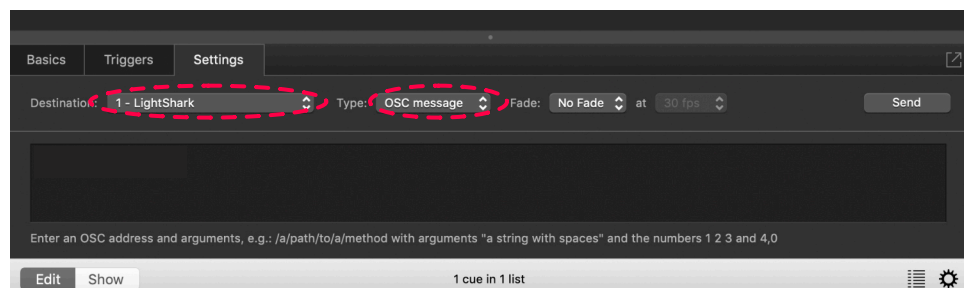 Basics Triggers Settings
Destination: 1 - LightShark Type: OSC message Fade: No Fade at 30 fps Send
Enter an OSC address and arguments, e.g.: /a/path/to/a/method with arguments "a string with spaces" and the numbers 1 2 3 and 4,0
Edit Show 1 cue in 1 list